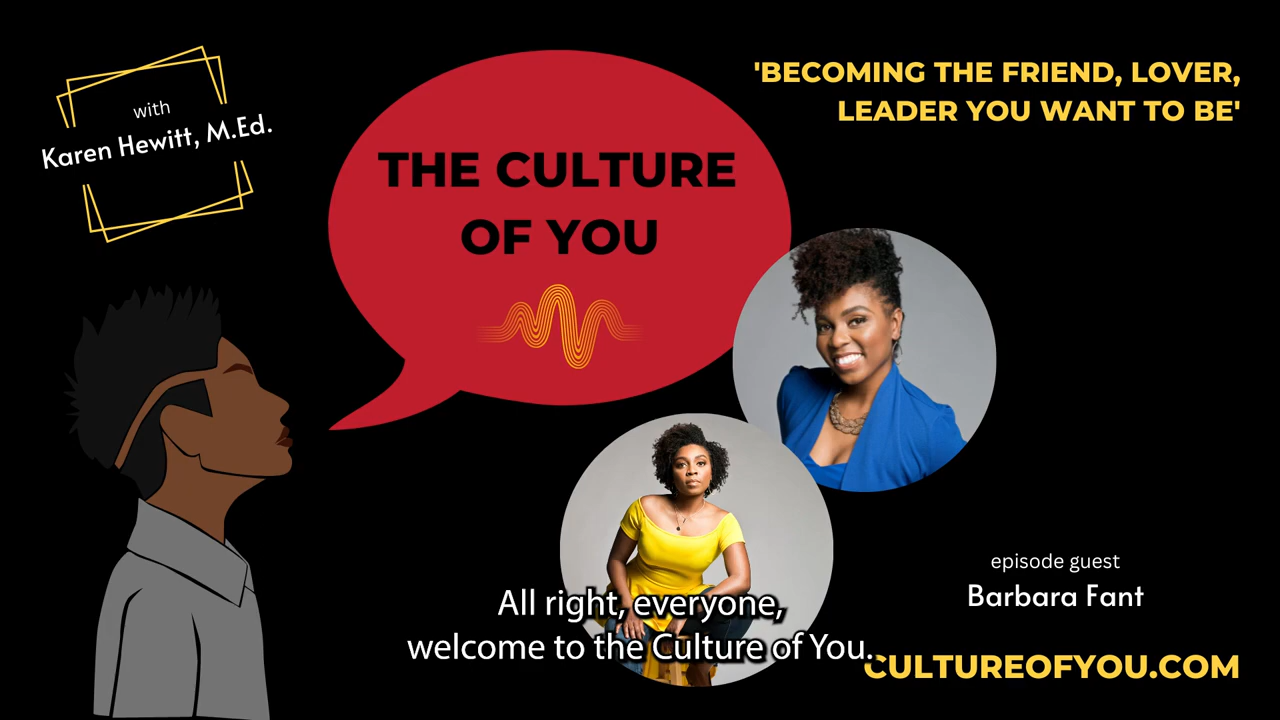 with
Karen Hewitt, M.Ed.
THE CULTURE
OF YOU
'BECOMING THE FRIEND, LOVER,
LEADER YOU WANT TO BE'
episode guest
Barbara Fant
All right, everyone,
welcome to the Culture of You.
CULTUREOFYOU.COM